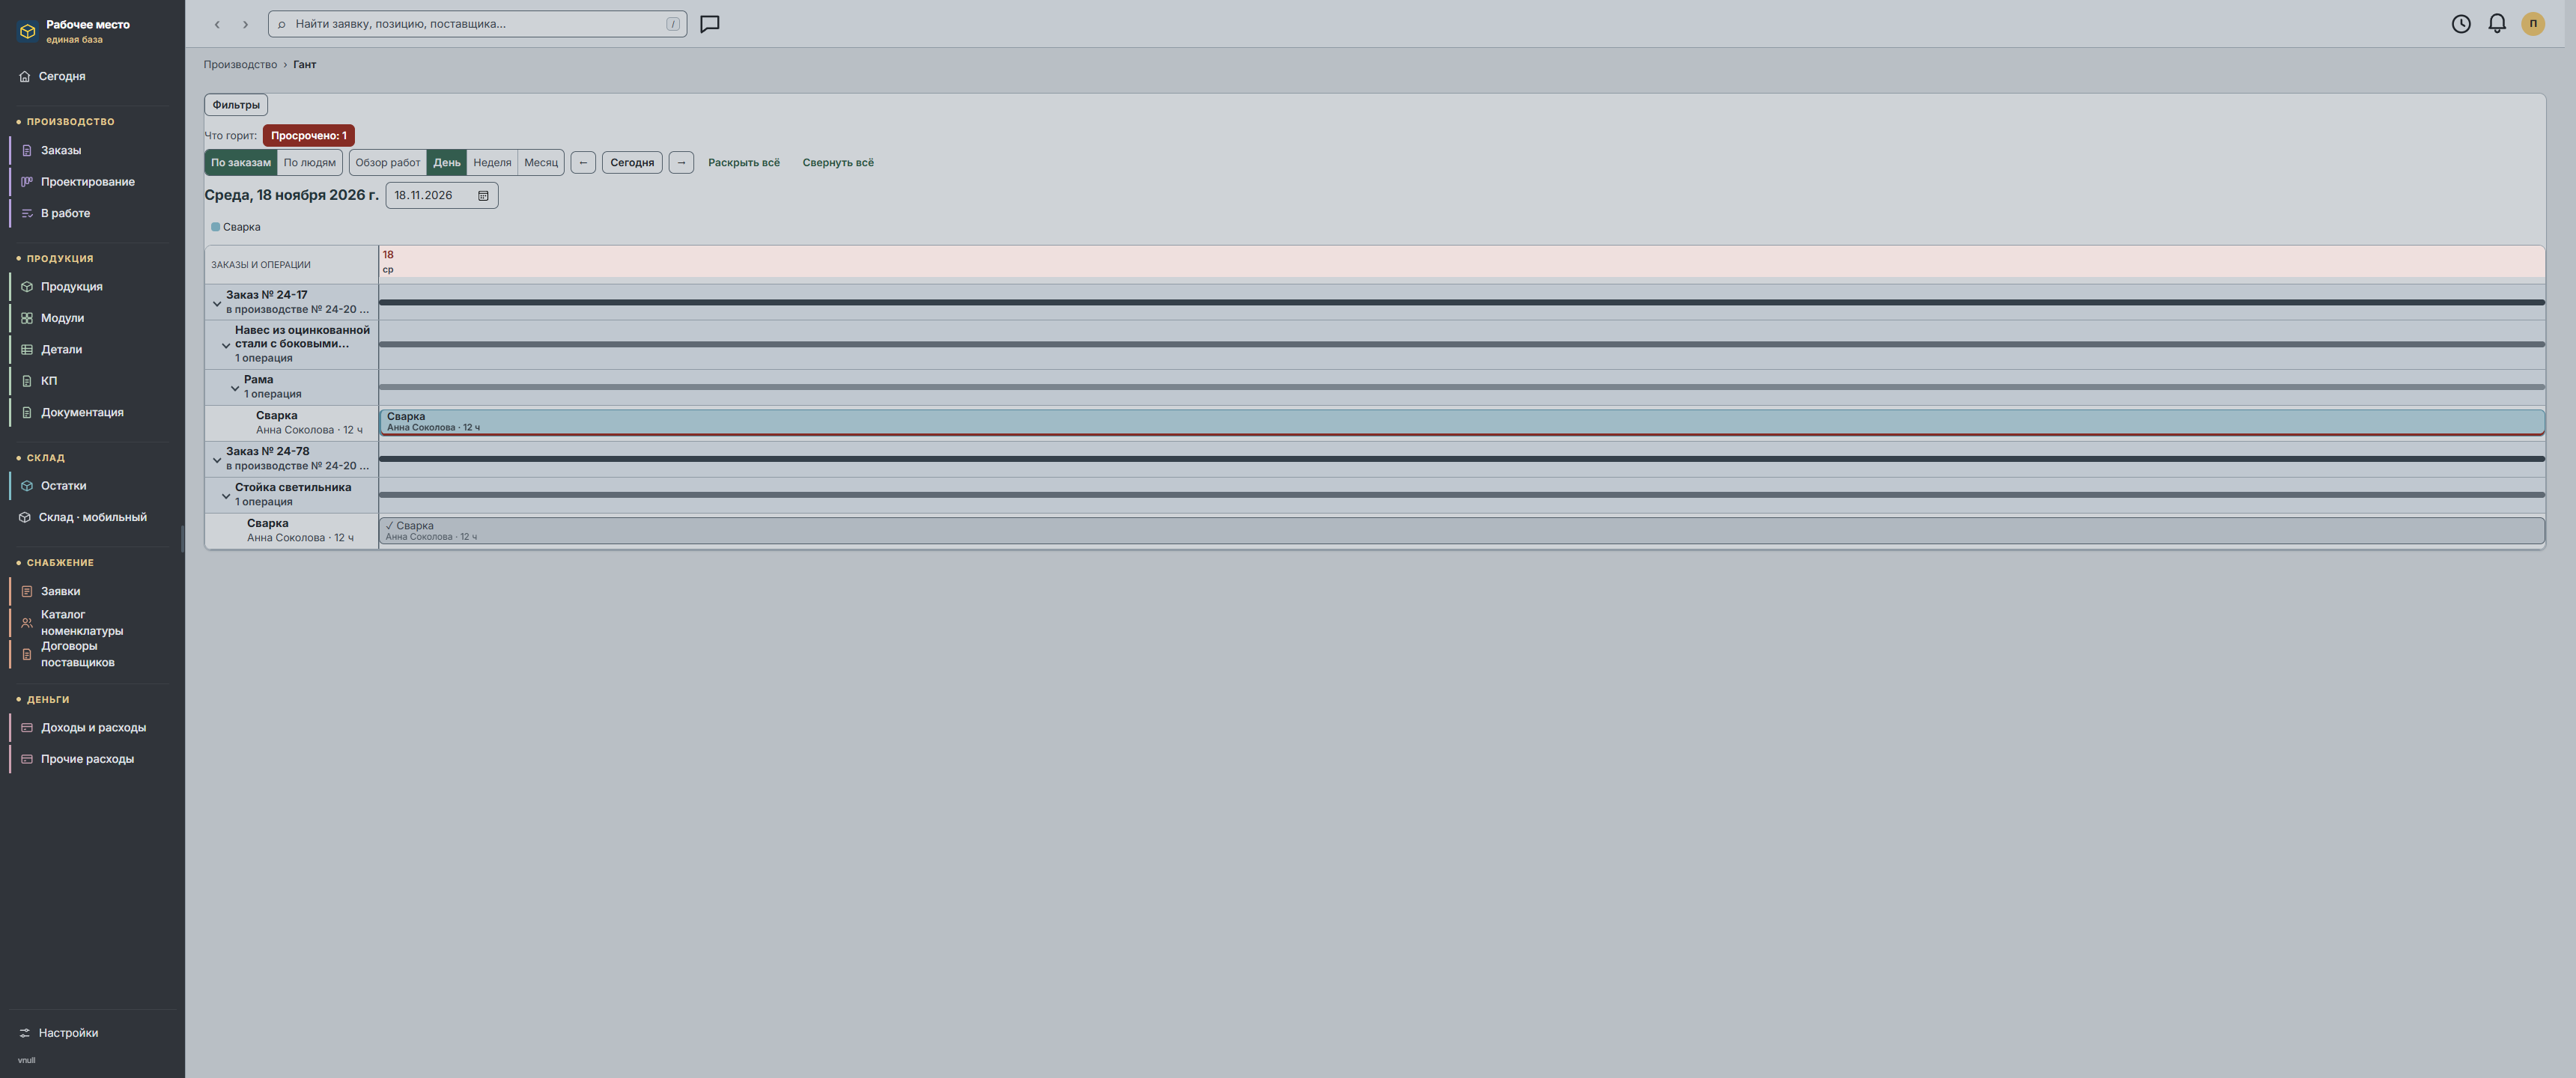 Рабочее место
единая база
Сегодня
ПРОИЗВОДСТВО
Заказы
Проектирование
В работе
ПРОДУКЦИЯ
Продукция
Модули
Детали
КП
Документация
СКЛАД
Остатки
Склад · мобильный
СНАБЖЕНИЕ
Заявки
Каталог
номенклатуры
Договоры
поставщиков
ДЕНЬГИ
Доходы и расходы
Прочие расходы
Настройки
vnull
Найти заявку, позицию, поставщика... /
П
Производство › Гант
Фильтры
Что горит: Просрочено: 1
По заказам По людям Обзор работ День Неделя Месяц ← Сегодня → Раскрыть всё Свернуть всё
Среда, 18 ноября 2026 г. 18.11.2026
Сварка
ЗАКАЗЫ И ОПЕРАЦИИ
18
ср
Заказ № 24-17
в производстве № 24-20 ...
Навес из оцинкованной
стали с боковыми...
1 операция
Рама
1 операция
Сварка
Анна Соколова · 12 ч
Сварка
Анна Соколова · 12 ч
Заказ № 24-78
в производстве № 24-20 ...
Стойка светильника
1 операция
Сварка
Анна Соколова · 12 ч
✓ Сварка
Анна Соколова · 12 ч